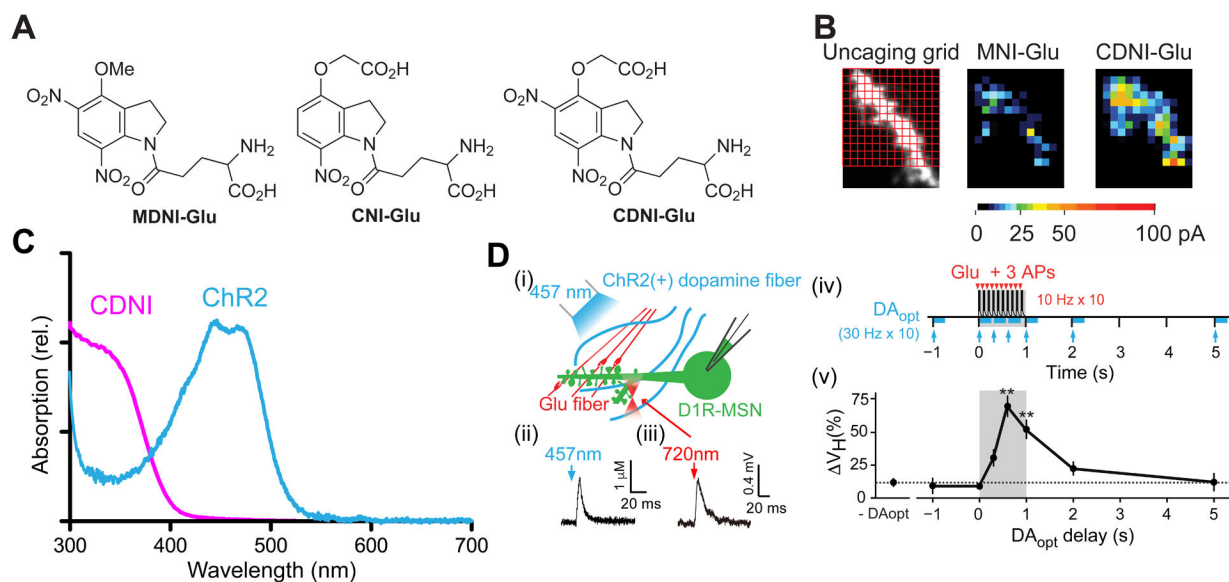 A
OMe
O₂N
NO₂
N
O
NH₂
CO₂H
MDNI-Glu
O
CO₂H
NO₂
N
O
NH₂
CO₂H
CNI-Glu
O
CO₂H
O₂N
NO₂
N
O
NH₂
CO₂H
CDNI-Glu
B
Uncaging grid
MNI-Glu
CDNI-Glu
0 25 50 100 pA
C
CDNI
ChR2
Absorption (rel.)
300 400 500 600 700
Wavelength (nm)
D
(i)
ChR2(+) dopamine fiber
457 nm
Glu fiber
D1R-MSN
(ii)
457nm
1 μM
20 ms
(iii)
720nm
0.4 mV
20 ms
(iv)
Glu + 3 APs
10 Hz x 10
DAopt
(30 Hz x 10)
−1 0 1 2 3 4 5
Time (s)
(v)
ΔVH(%)
75
50
25
0
**
**
- DAopt −1 0 1 2 3 4 5
DAopt delay (s)